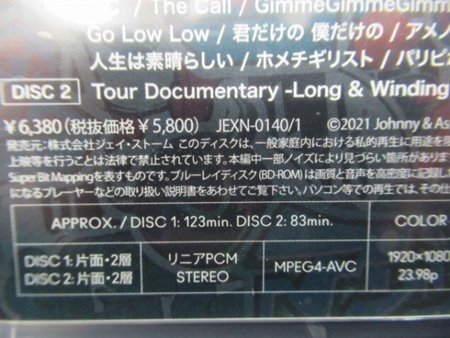 / The Call / GimmeGimmeGimm
Go Low Low / 君だけの 僕だけの / アメノ
人生は素晴らしい / ホメチギリスト / パリピ
DISC 2 Tour Documentary -Long & Winding
￥6,380(税抜価格￥5,800) JEXN-0140/1 ©2021 Johnny & Ass
発売元:株式会社ジェイ・ストーム このディスクは、一般家庭内における私的再生に用途を
上映等を行うことは法律で禁止されています。本編中一部ノイズにより見づらい箇所があります
Super Bit Mappingを表すものです。ブルーレイディスク(BD-ROM)は画質と音声を高密度に記録し
になるプレーヤーなどの取り扱い説明書をあわせてご覧下さい。パソコン等での再生では、その仕
APPROX. / DISC 1: 123min. DISC 2: 83min. COLOR
DISC 1: 片面・2層 リニアPCM MPEG4-AVC 1920×1080
DISC 2: 片面・2層 STEREO 23.98p